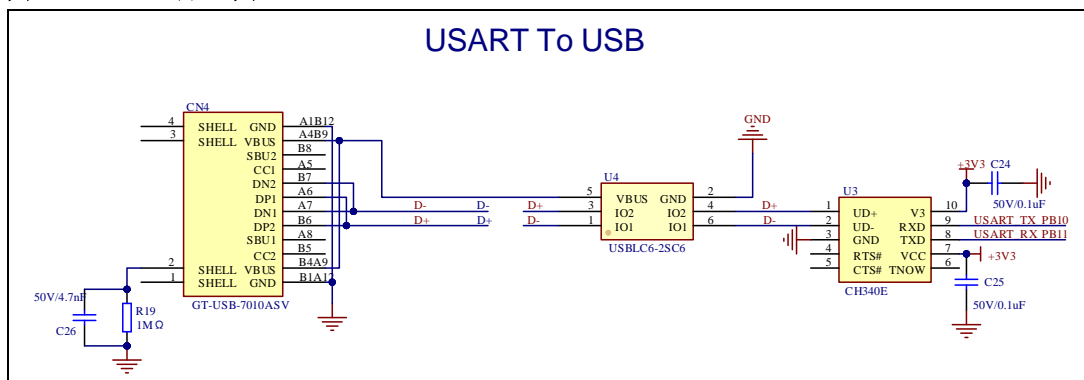 USART To USB
CN4
4 SHELL GND A1B12
3 SHELL VBUS A4B9
SBU2 B8
CC1 A5
DN2 B7
DP1 A6
DN1 A7
DP2 B6
SBU1 A8
CC2 B5
2 SHELL VBUS B4A9
1 SHELL GND B1A12
GT-USB-7010ASV
50V/4.7nF
C26
R19
1MΩ
D- D- D+
D+ D+ D-
GND
U4
5 VBUS GND 2
3 IO2 IO2 4
1 IO1 IO1 6
USBLC6-2SC6
D+
D-
U3
1 UD+ V3 10
2 UD- RXD 9
3 GND TXD 8
4 RTS# VCC 7
5 CTS# TNOW 6
CH340E
+3V3
C24
50V/0.1uF
USART_TX_PB10
USART_RX_PB11
+3V3
C25
50V/0.1uF